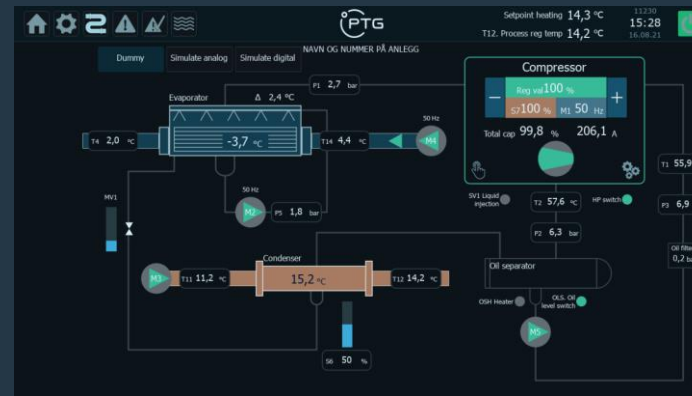 PTG
Setpoint heating 14,3 °C
T12. Process reg temp 14,2 °C
11230
15:28
16.08.21
NAVN OG NUMMER PÅ ANLEGG
Dummy
Simulate analog
Simulate digital
P1 2,7 bar
Evaporator Δ 2,4 °C
T4 2,0 °C
-3,7 °C
T14 4,4 °C
50 Hz
M4
MV1
50 Hz
M2
P5 1,8 bar
Condenser
M3
T11 11,2 °C
15,2 °C
T12 14,2 °C
S6 50 %
Compressor
Reg val 100 %
S7 100 % M1 50 Hz
Total cap 99,8 % 206,1 A
SV1 Liquid
injection
T2 57,6 °C
HP switch
P2 6,3 bar
Oil separator
OSH Heater
OLS. Oil
level switch
M5
T1 55,9
P3 6,9
Oil filte
0,2 ba